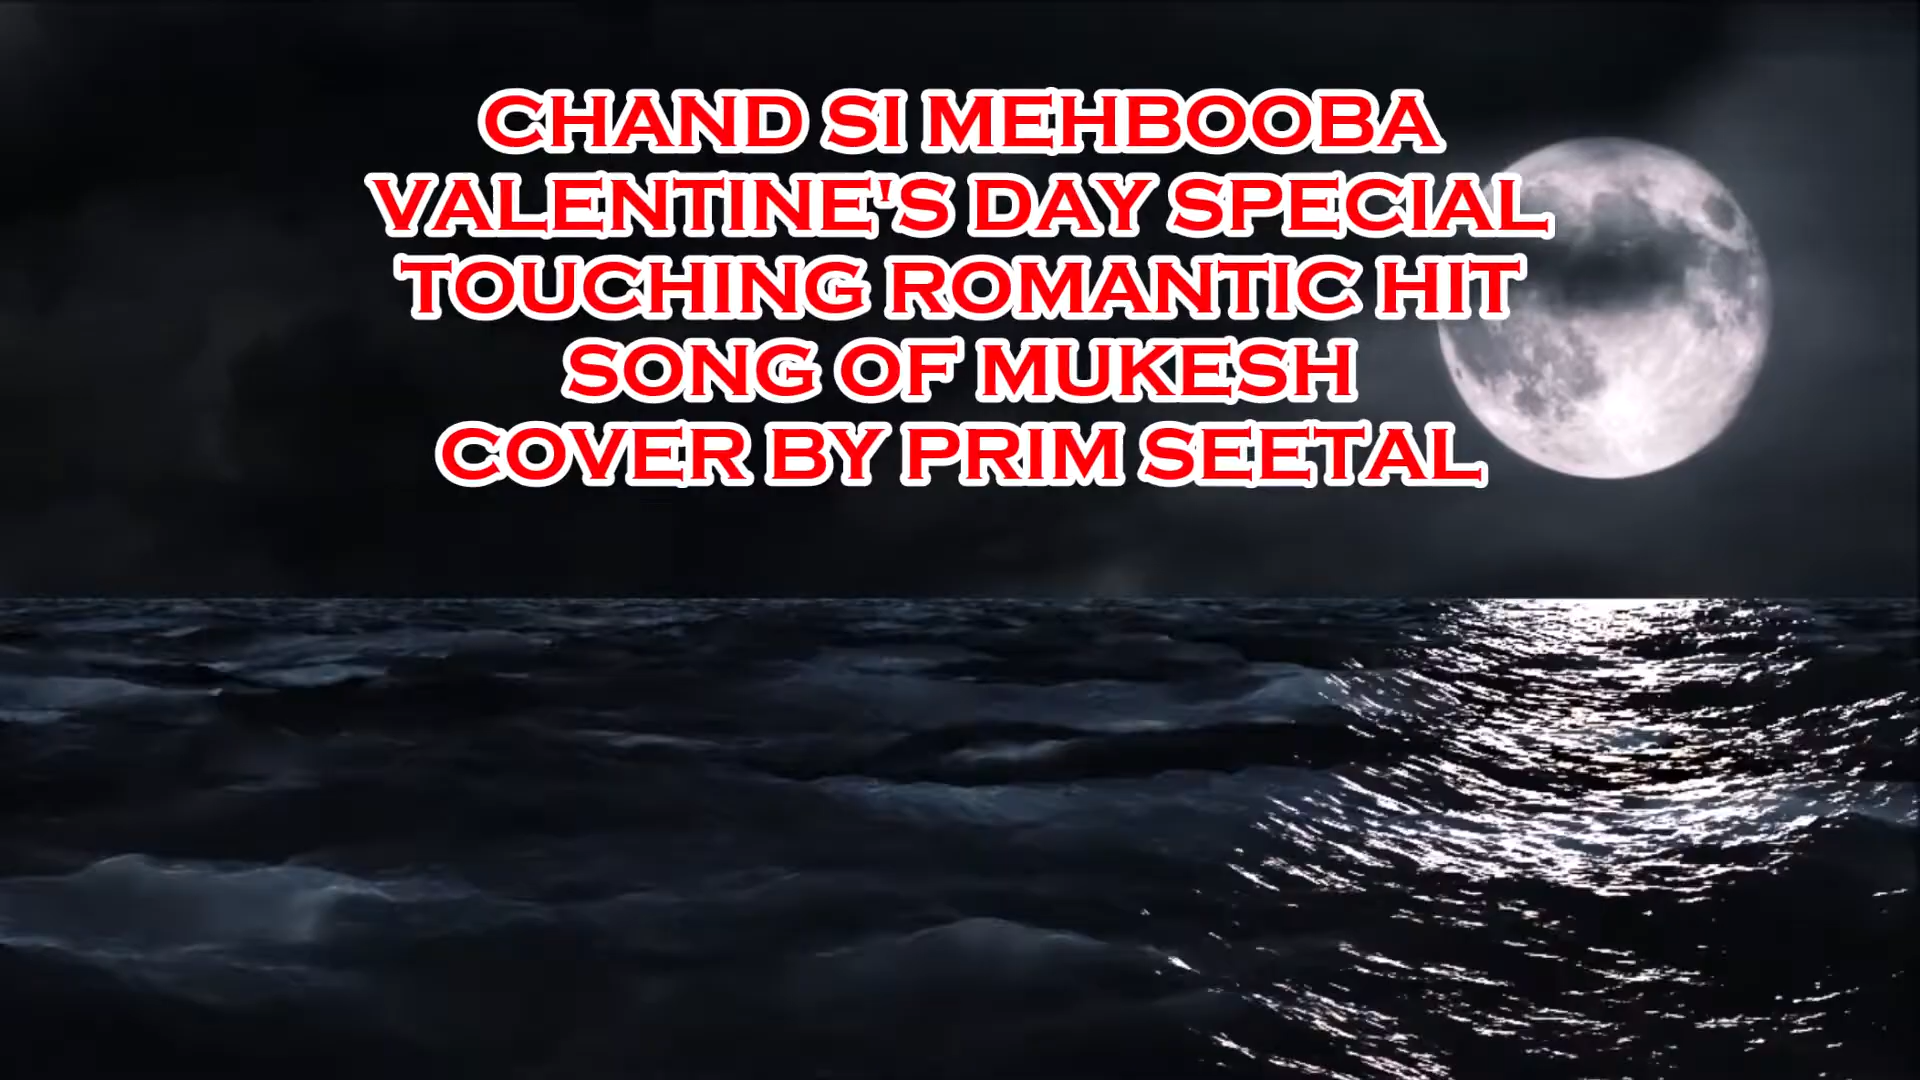 CHAND SI MEHBOOBA
VALENTINE'S DAY SPECIAL
TOUCHING ROMANTIC HIT
SONG OF MUKESH
COVER BY PRIM SEETAL